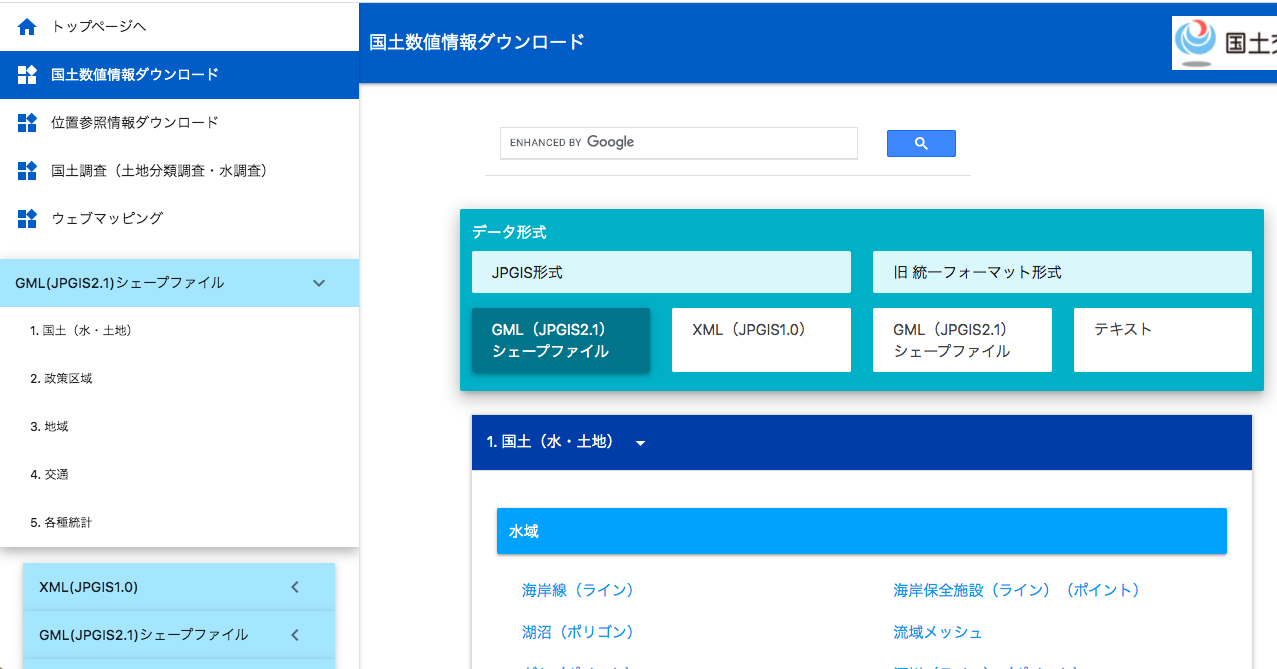 トップページへ
国土数値情報ダウンロード
位置参照情報ダウンロード
国土調査（土地分類調査・水調査）
ウェブマッピング
GML(JPGIS2.1)シェープファイル
1. 国土（水・土地）
2. 政策区域
3. 地域
4. 交通
5. 各種統計
XML(JPGIS1.0)
GML(JPGIS2.1)シェープファイル
国土数値情報ダウンロード
国土
ENHANCED BY Google
データ形式
JPGIS形式
旧 統一フォーマット形式
GML（JPGIS2.1）
シェープファイル
XML（JPGIS1.0）
GML（JPGIS2.1）
シェープファイル
テキスト
1. 国土（水・土地）
水域
海岸線（ライン）
海岸保全施設（ライン）（ポイント）
湖沼（ポリゴン）
流域メッシュ